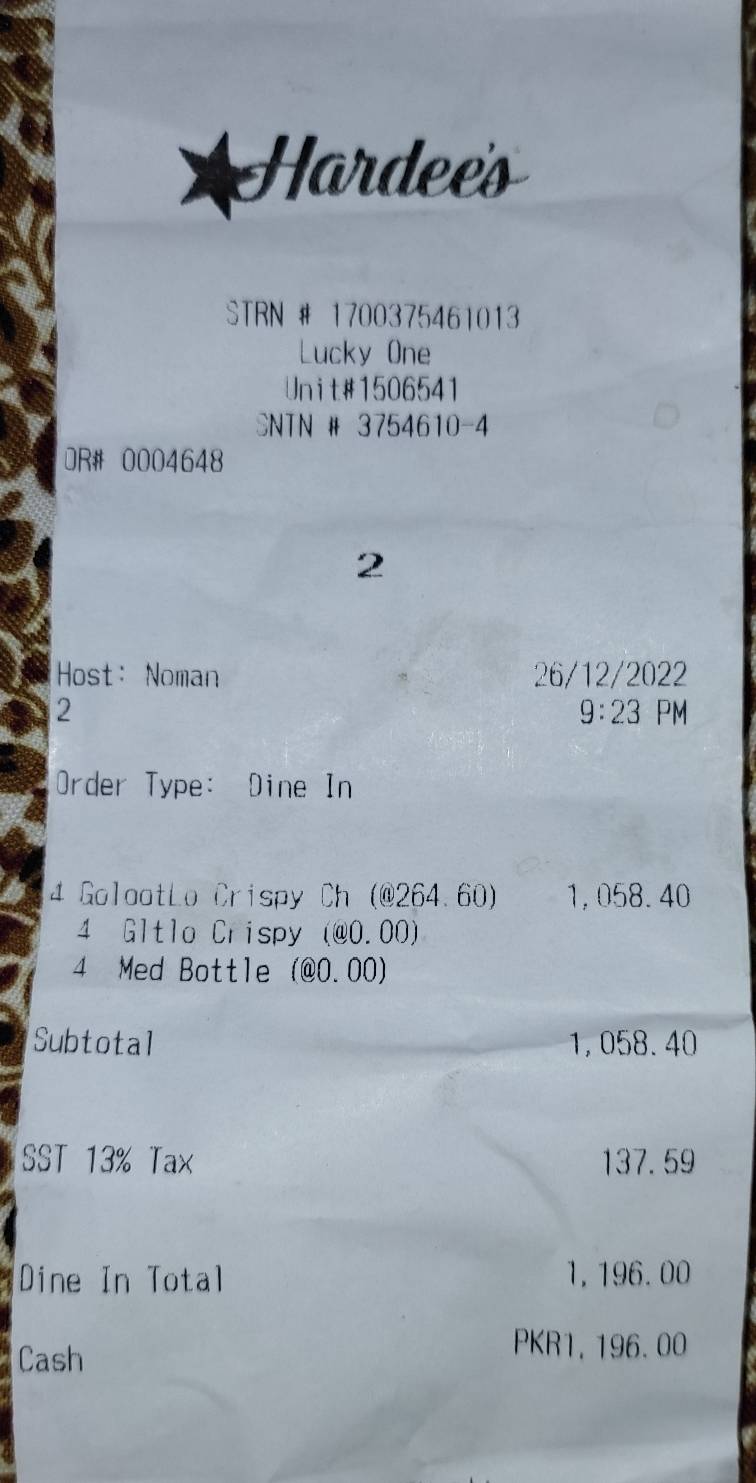 Hardee's
STRN # 1700375461013
Lucky One
Unit#1506541
SNTN # 3754610-4
OR# 0004648
2
Host: Noman 26/12/2022
2 9:23 PM
Order Type: Dine In
4 GolootLo Crispy Ch (@264.60) 1,058.40
4 Gltlo Crispy (@0.00)
4 Med Bottle (@0.00)
Subtotal 1,058.40
SST 13% Tax 137.59
Dine In Total 1,196.00
Cash PKR1,196.00